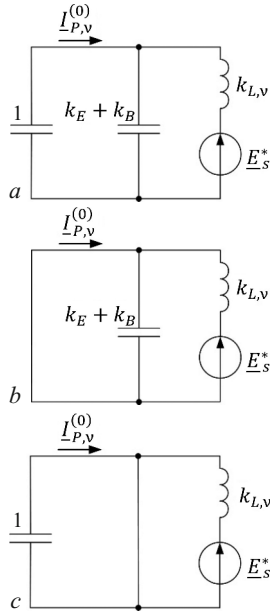 I_{P,ν}^{(0)}
1
k_E + k_B
k_{L,ν}
E_s^*
a
I_{P,ν}^{(0)}
k_E + k_B
k_{L,ν}
E_s^*
b
I_{P,ν}^{(0)}
1
k_{L,ν}
E_s^*
c